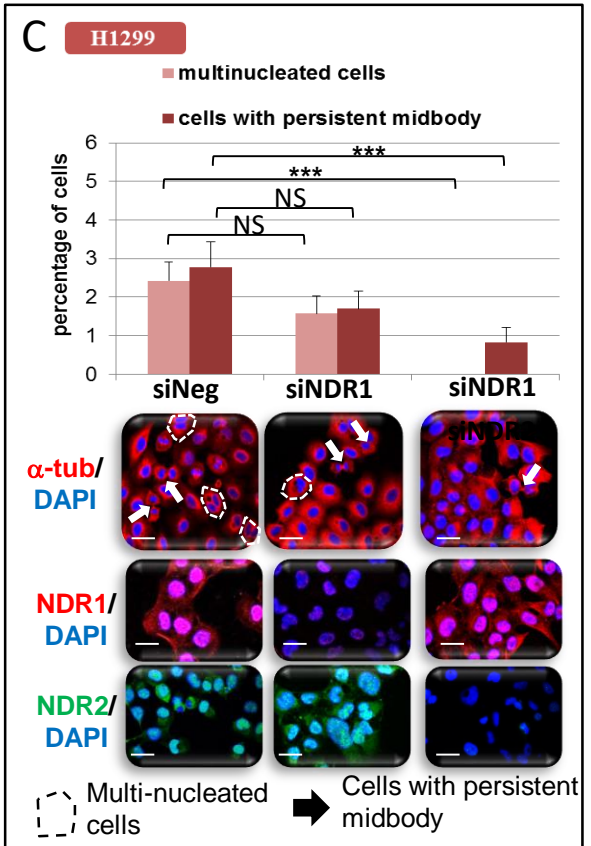 C H1299
multinucleated cells
cells with persistent midbody
percentage of cells
6
5
4
3
2
1
0
***
***
NS
NS
siNeg siNDR1 siNDR1
α-tub/
DAPI
NDR1/
DAPI
NDR2/
DAPI
Multi-nucleated
cells
Cells with persistent
midbody